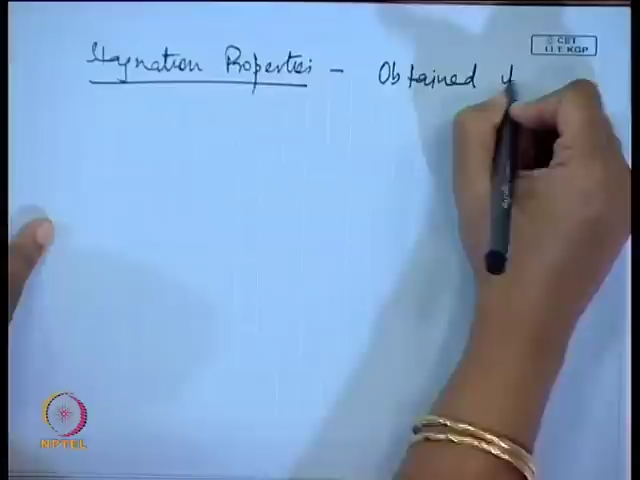 Stagnation Properties - Obtained
© CET
I.I.T. KGP
NPTEL